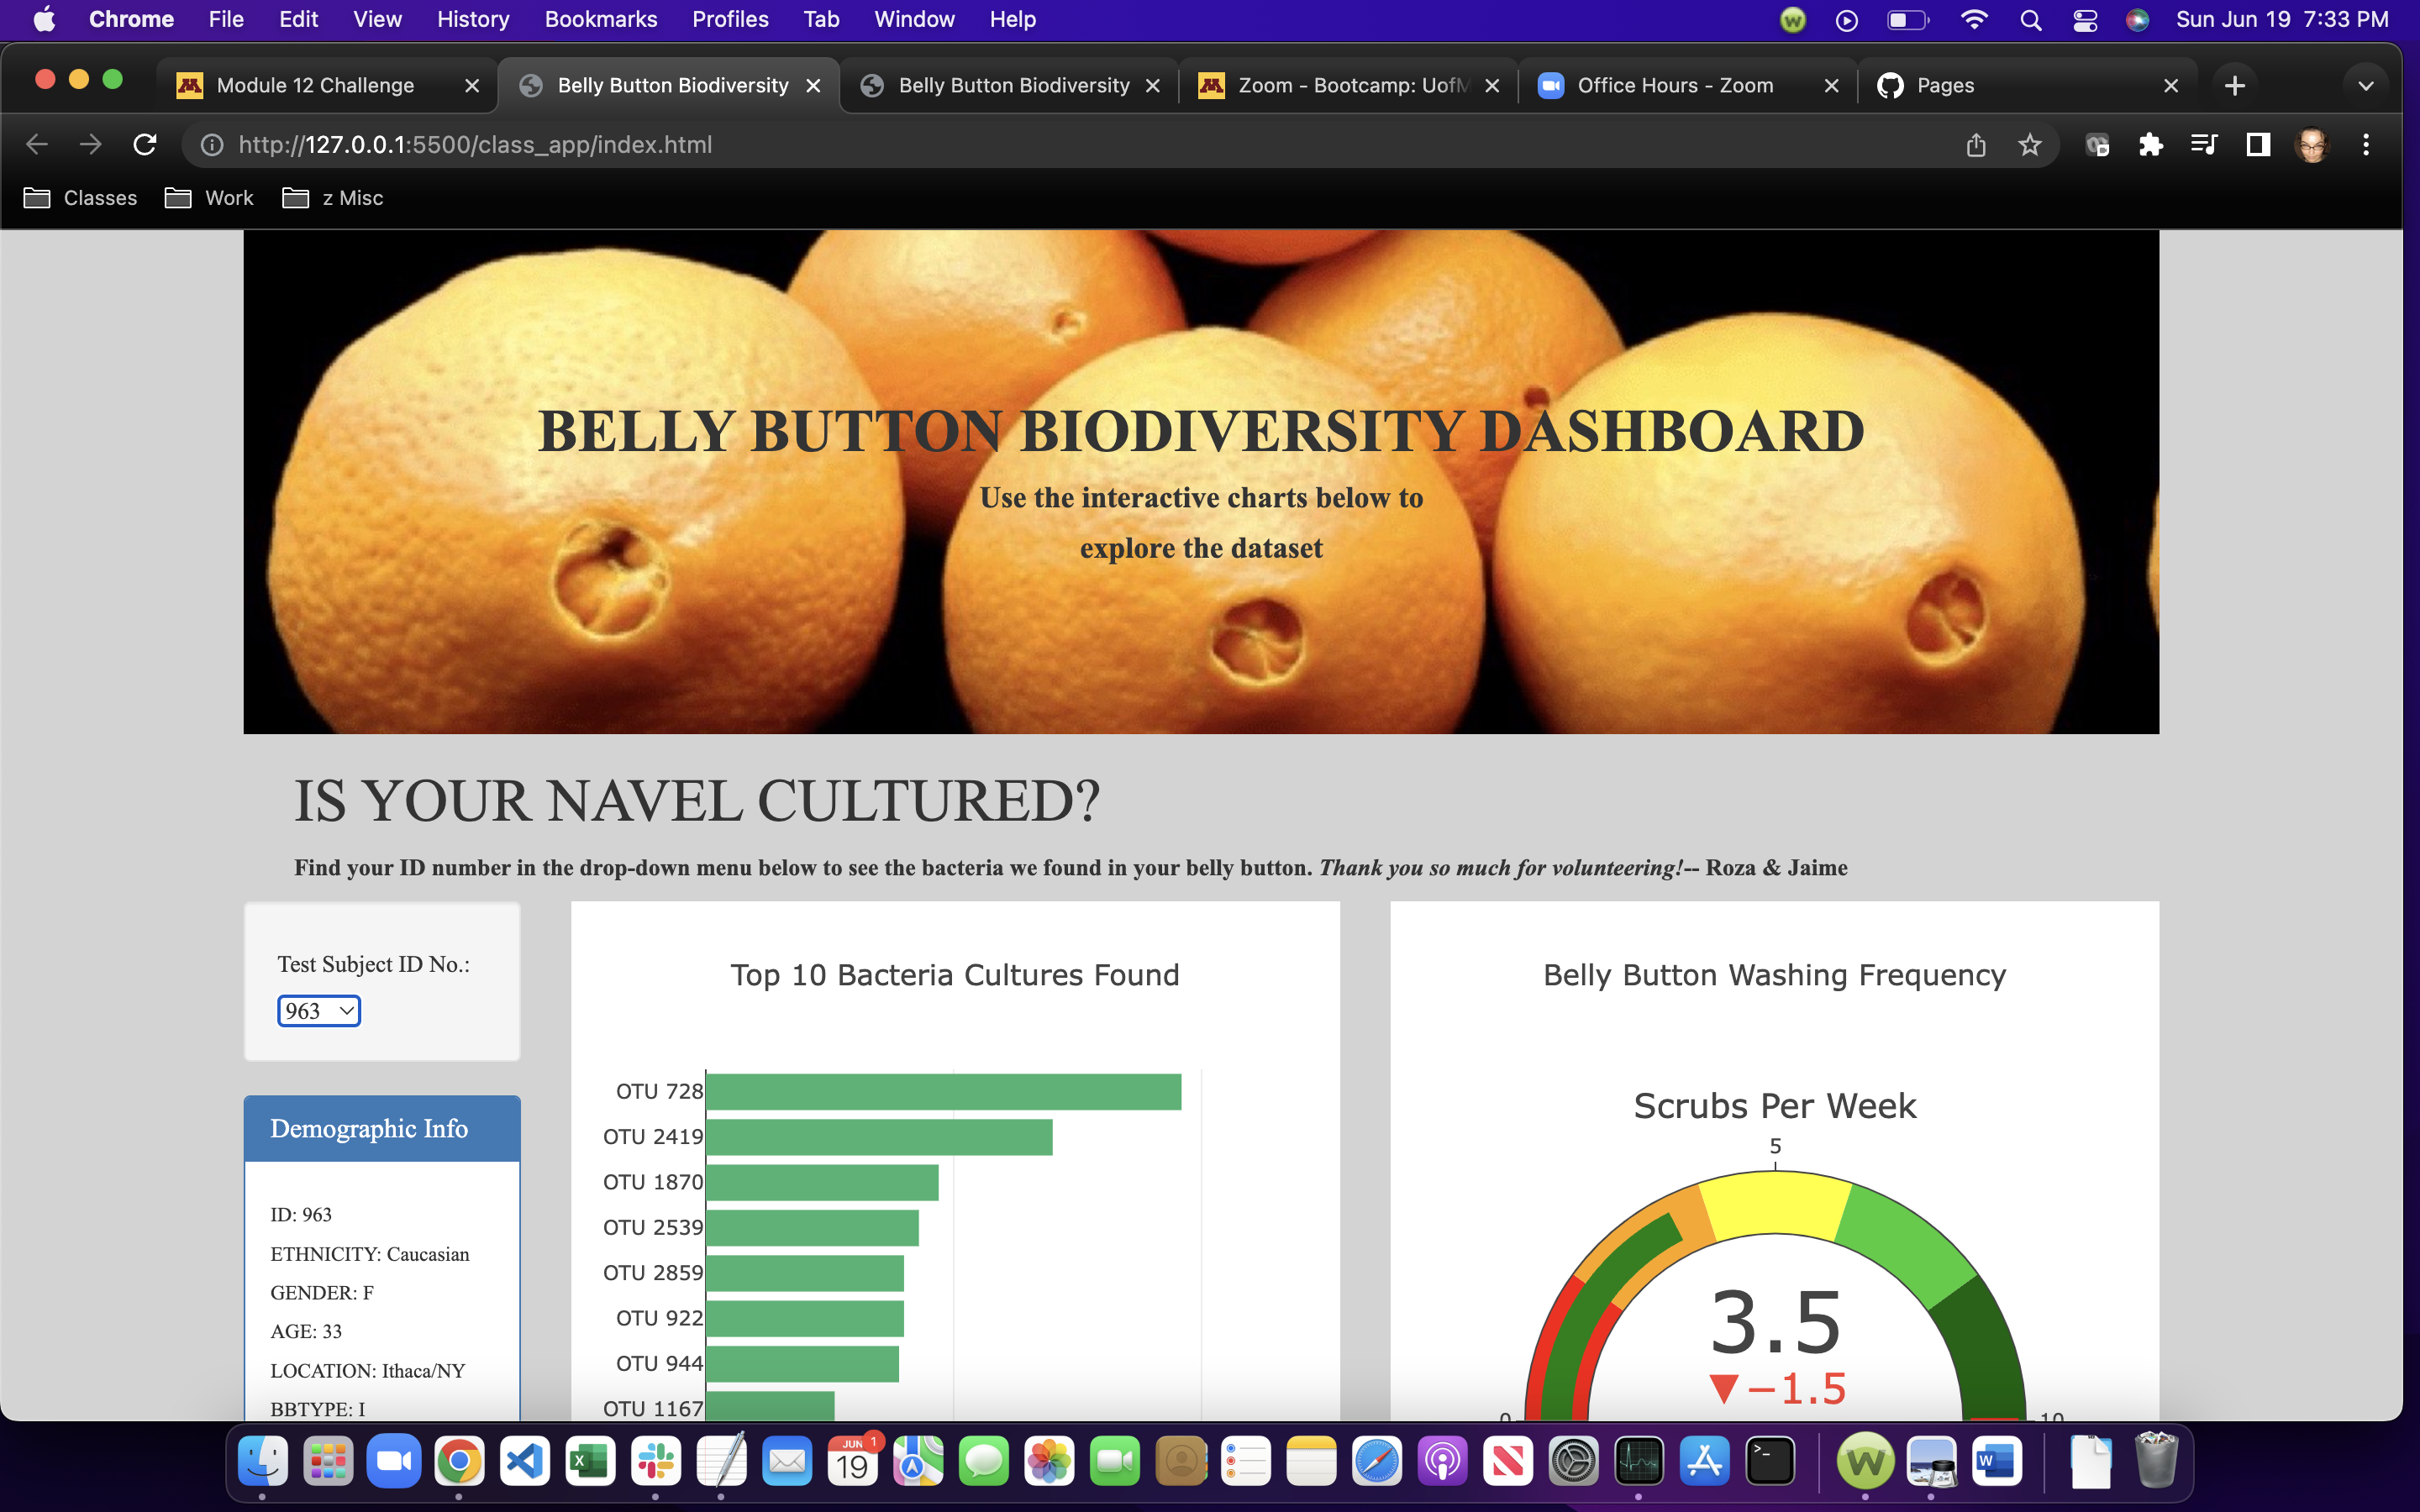 Chrome File Edit View History Bookmarks Profiles Tab Window Help Sun Jun 19 7:33 PM
Module 12 Challenge Belly Button Biodiversity Belly Button Biodiversity Zoom - Bootcamp: UofM Office Hours - Zoom Pages
http://127.0.0.1:5500/class_app/index.html
Classes Work z Misc
BELLY BUTTON BIODIVERSITY DASHBOARD
Use the interactive charts below to
explore the dataset
IS YOUR NAVEL CULTURED?
Find your ID number in the drop-down menu below to see the bacteria we found in your belly button. Thank you so much for volunteering!-- Roza & Jaime
Test Subject ID No.:
963
Demographic Info
ID: 963
ETHNICITY: Caucasian
GENDER: F
AGE: 33
LOCATION: Ithaca/NY
BBTYPE: I
Top 10 Bacteria Cultures Found
OTU 728
OTU 2419
OTU 1870
OTU 2539
OTU 2859
OTU 922
OTU 944
OTU 1167
Belly Button Washing Frequency
Scrubs Per Week
5
3.5
▼−1.5
0 10
JUN 1
19